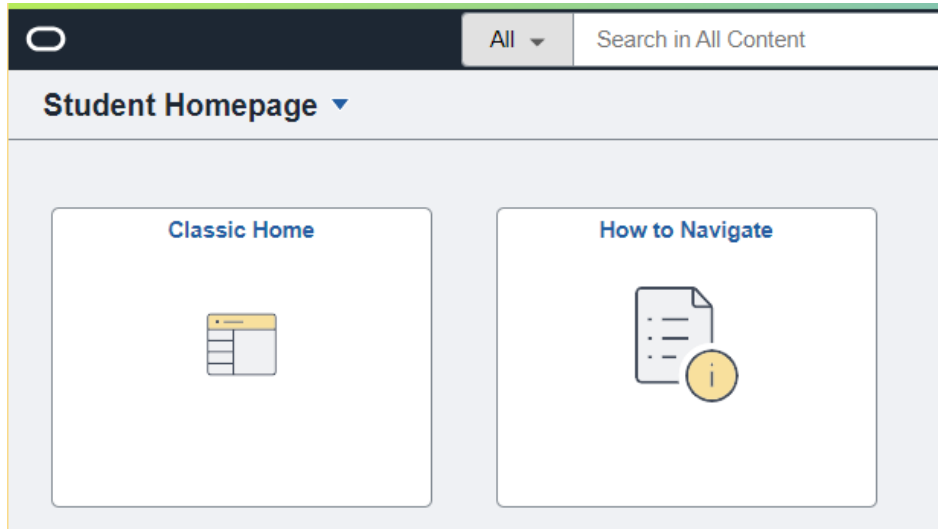 All
Search in All Content
Student Homepage
Classic Home
How to Navigate
i